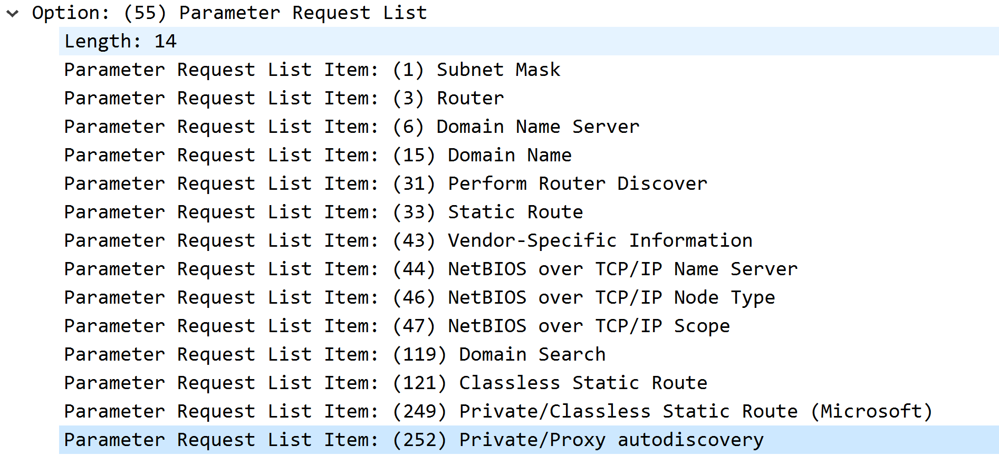 Option: (55) Parameter Request List
Length: 14
Parameter Request List Item: (1) Subnet Mask
Parameter Request List Item: (3) Router
Parameter Request List Item: (6) Domain Name Server
Parameter Request List Item: (15) Domain Name
Parameter Request List Item: (31) Perform Router Discover
Parameter Request List Item: (33) Static Route
Parameter Request List Item: (43) Vendor-Specific Information
Parameter Request List Item: (44) NetBIOS over TCP/IP Name Server
Parameter Request List Item: (46) NetBIOS over TCP/IP Node Type
Parameter Request List Item: (47) NetBIOS over TCP/IP Scope
Parameter Request List Item: (119) Domain Search
Parameter Request List Item: (121) Classless Static Route
Parameter Request List Item: (249) Private/Classless Static Route (Microsoft)
Parameter Request List Item: (252) Private/Proxy autodiscovery